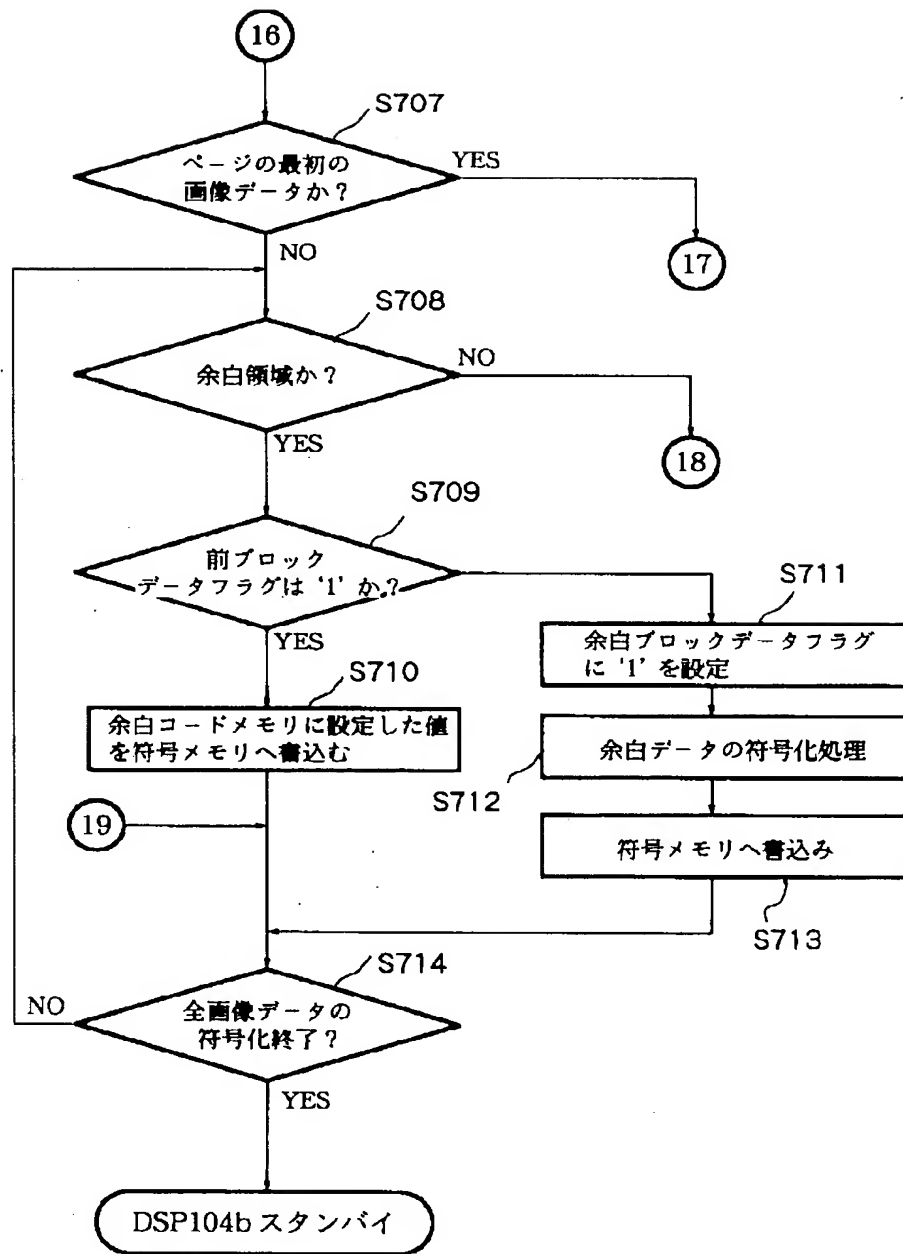 16
S707
ページの最初の
画像データか？
YES
NO
17
S708
余白領域か？
NO
YES
18
S709
前ブロック
データフラグは '1' か？
YES
S711
余白ブロックデータフラグ
に '1' を設定
S710
余白コードメモリに設定した値
を符号メモリへ書込む
余白データの符号化処理
S712
19
符号メモリへ書込み
S713
S714
NO
全画像データの
符号化終了？
YES
DSP104b スタンバイ